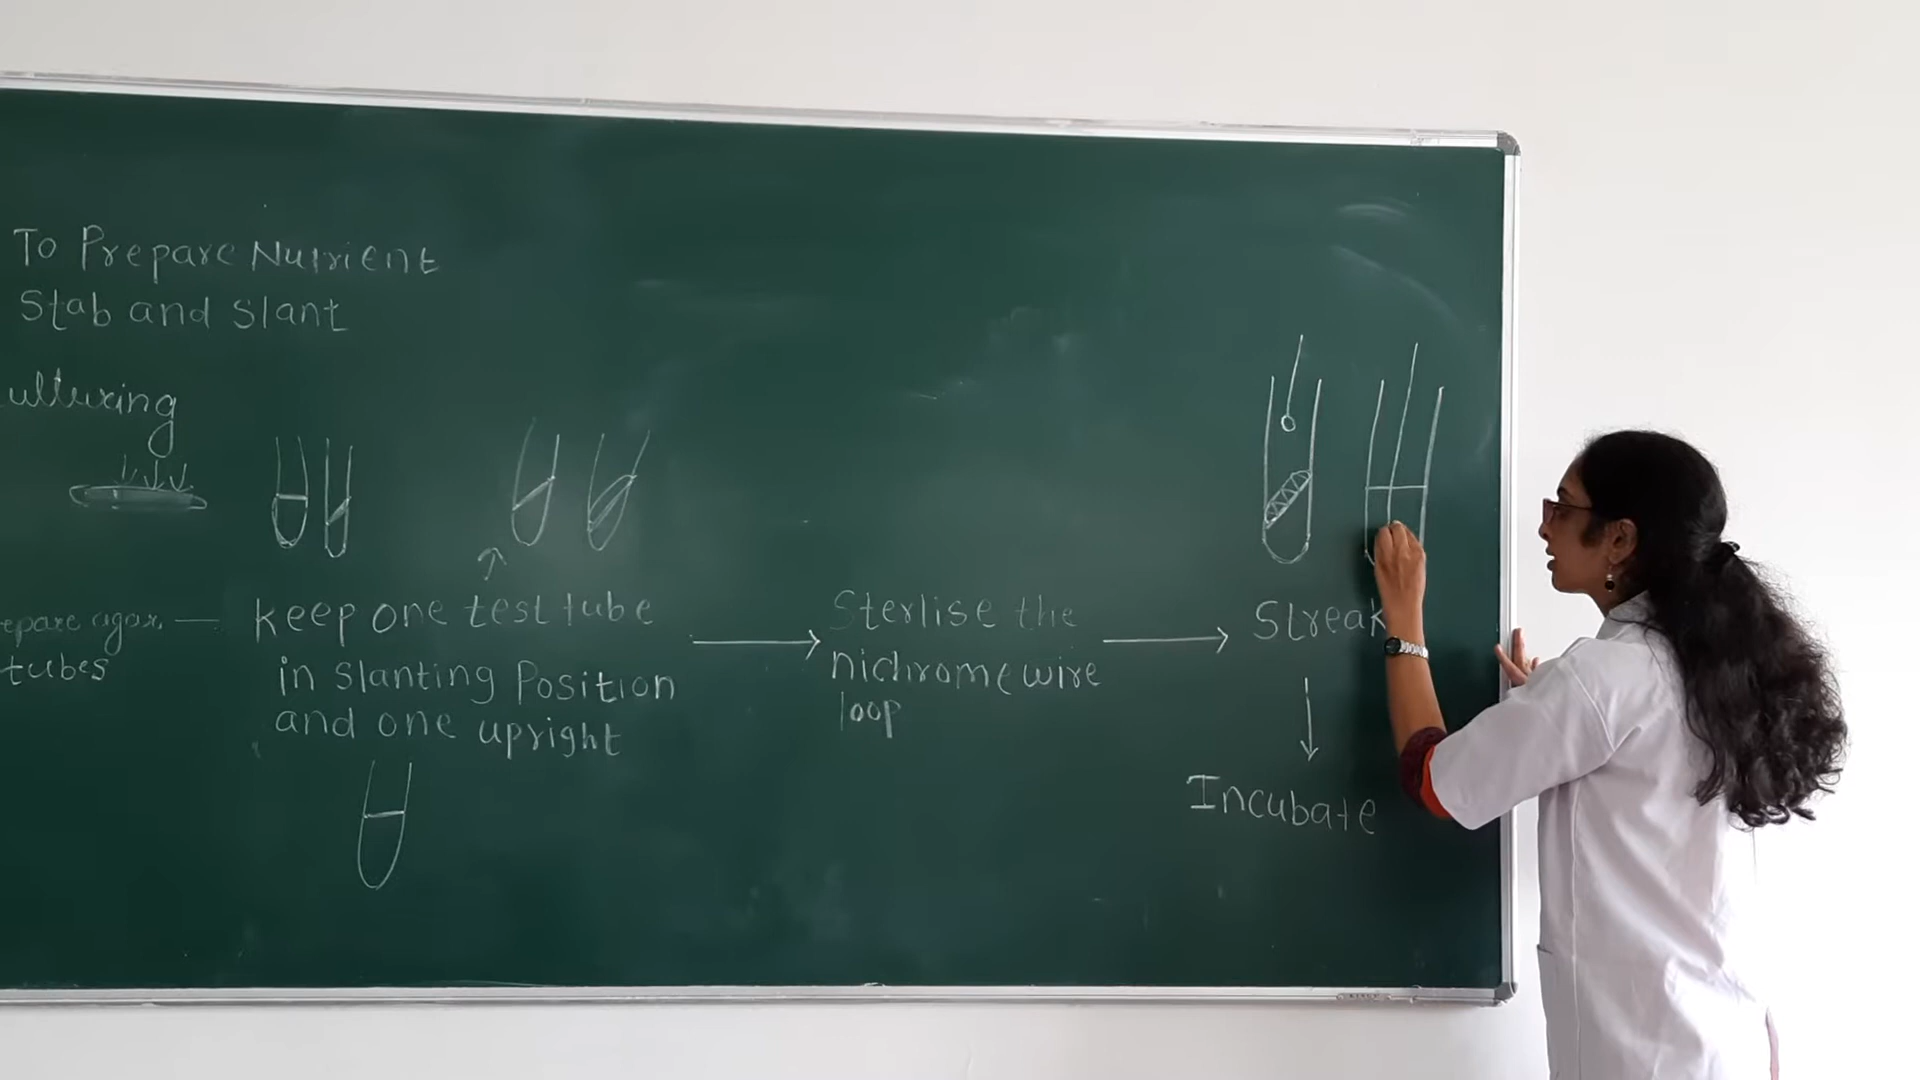 To Prepare Nutrient
Stab and Slant
ulturing
epare agar
tubes
keep one test tube
in slanting Position
and one upright
Sterlise the
nichrome wire
loop
Streak
Incubate